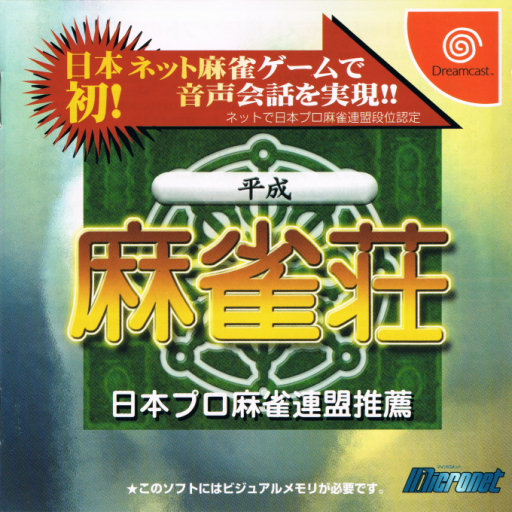 日本初!
ネット麻雀ゲームで
音声会話を実現!!
ネットで日本プロ麻雀連盟段位認定
Dreamcast™
平成
麻雀荘
日本プロ麻雀連盟推薦
Micronet
★このソフトにはビジュアルメモリが必要です。